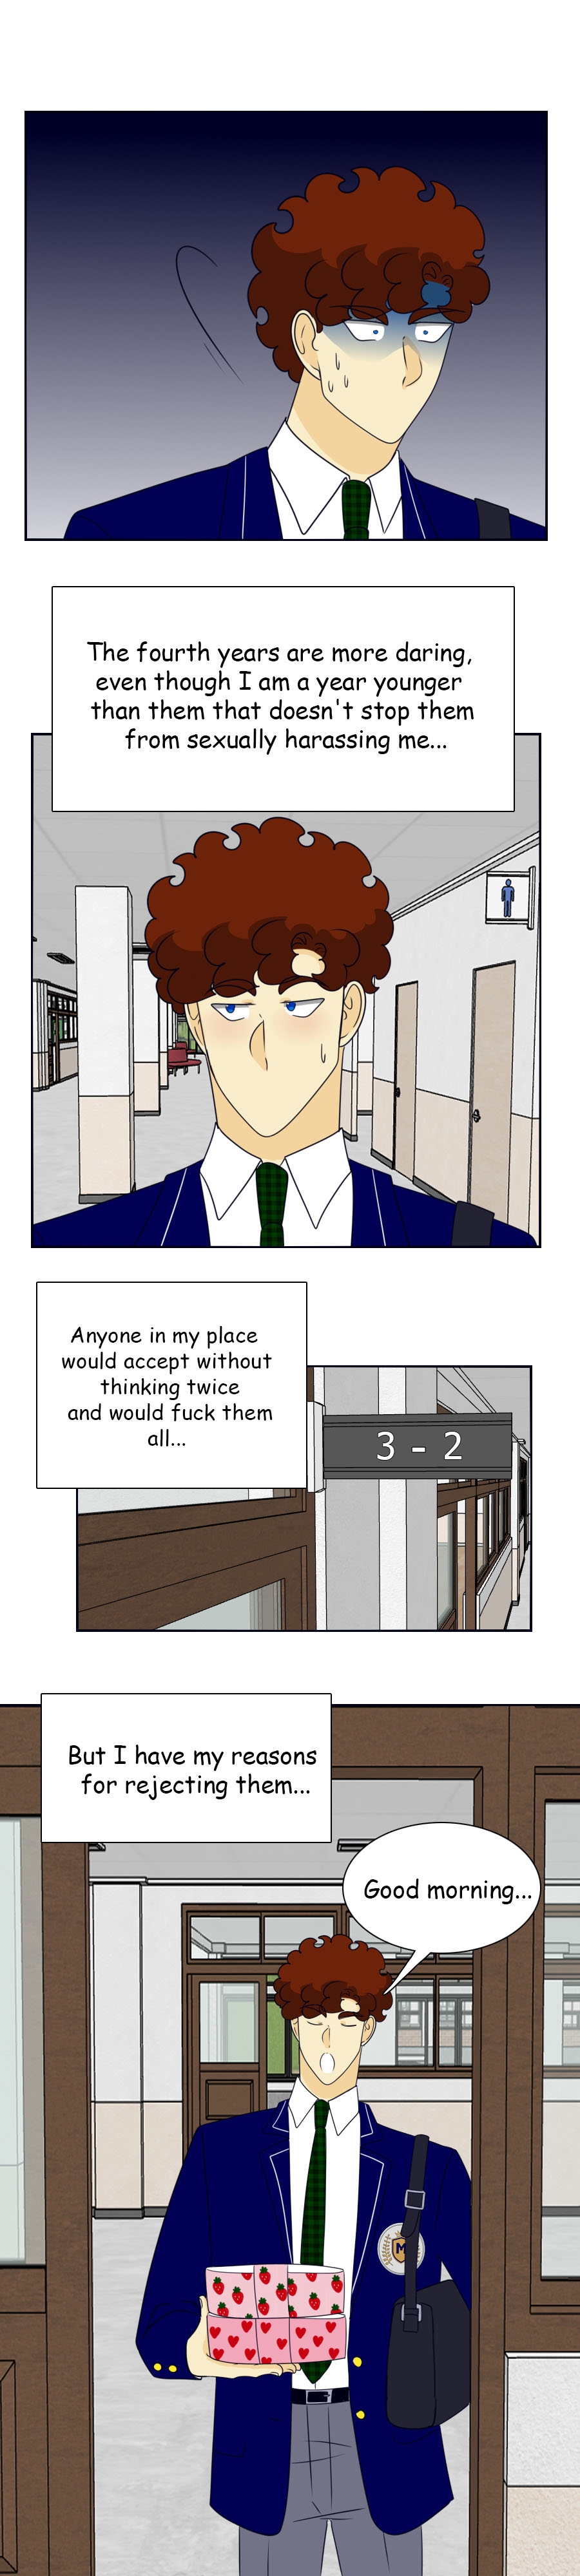 The fourth years are more daring,
even though I am a year younger
than them that doesn't stop them
from sexually harassing me...
Anyone in my place
would accept without
thinking twice
and would fuck them
all...
3 - 2
But I have my reasons
for rejecting them...
Good morning...
M